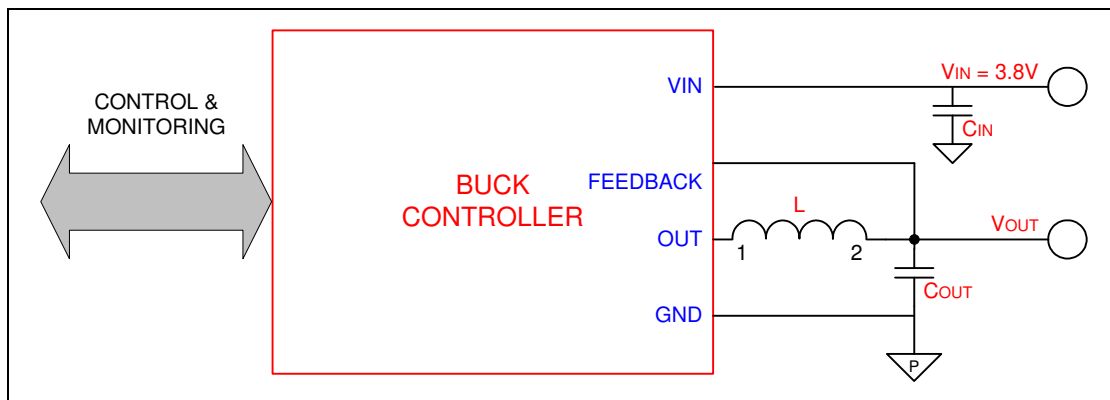 CONTROL &
MONITORING
BUCK
CONTROLLER
VIN
FEEDBACK
OUT
GND
VIN = 3.8V
CIN
L
1
2
VOUT
COUT
P